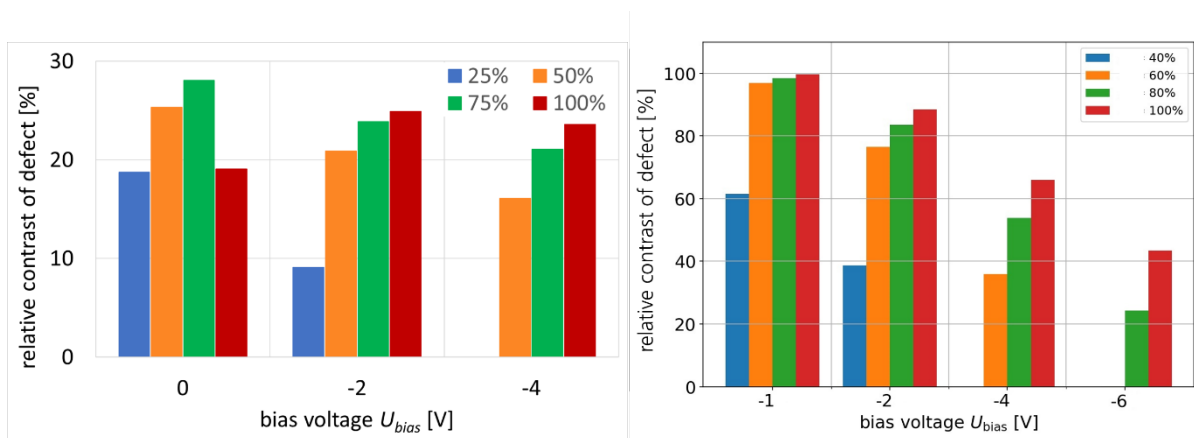 relative contrast of defect [%]
30
20
10
0
25% 50%
75% 100%
0 -2 -4
bias voltage U_bias [V]
relative contrast of defect [%]
100
80
60
40
20
0
40%
60%
80%
100%
-1 -2 -4 -6
bias voltage U_bias [V]